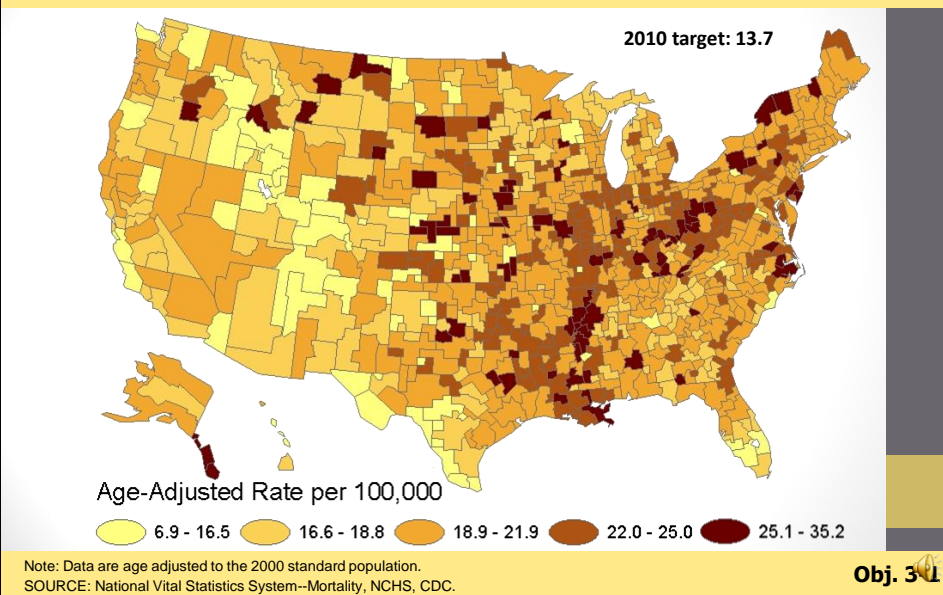 2010 target: 13.7
Age-Adjusted Rate per 100,000
6.9 - 16.5 16.6 - 18.8 18.9 - 21.9 22.0 - 25.0 25.1 - 35.2
Note: Data are age adjusted to the 2000 standard population.
SOURCE: National Vital Statistics System--Mortality, NCHS, CDC.
Obj.